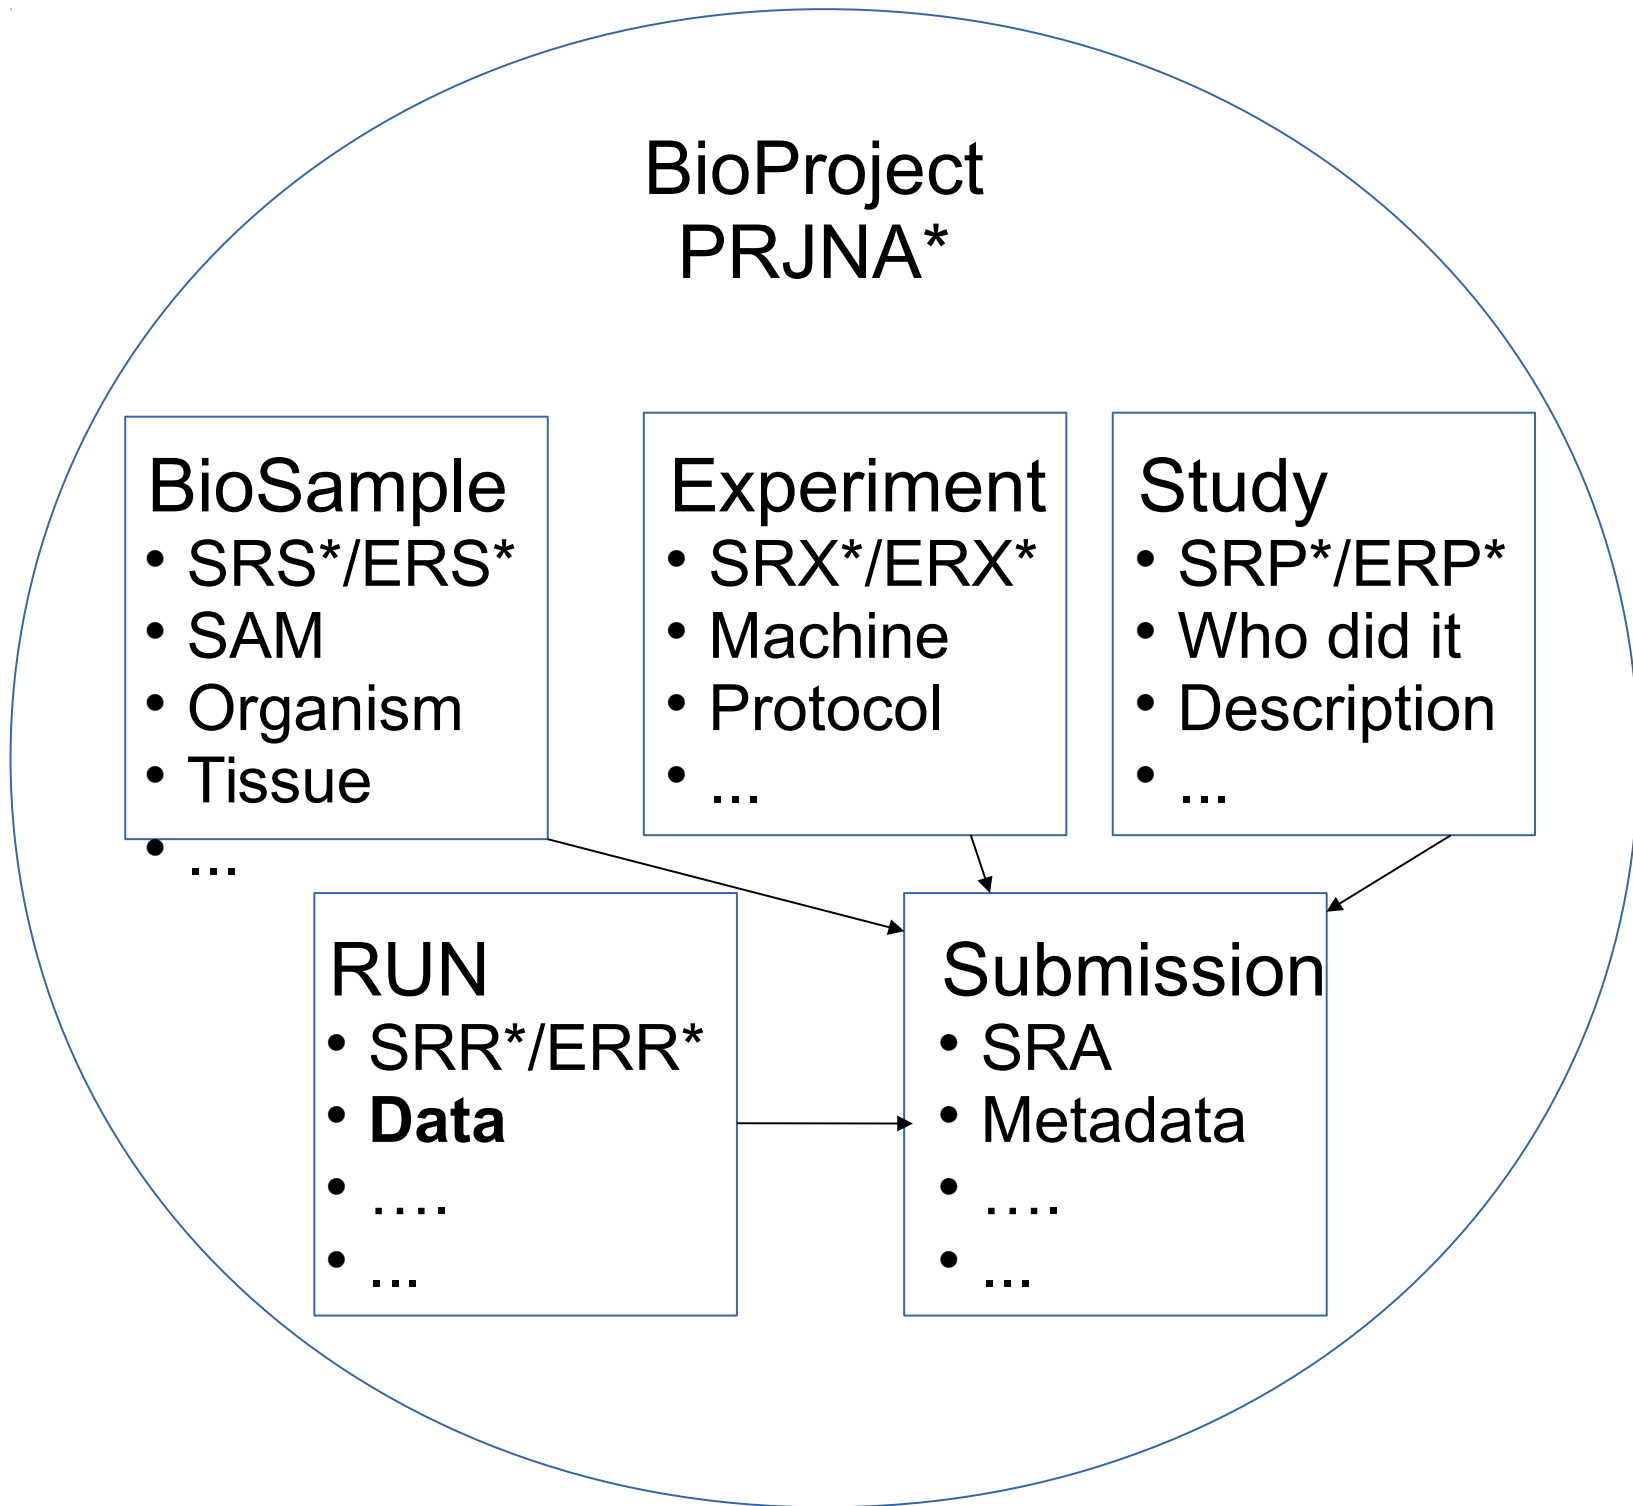 BioProject
PRJNA*
BioSample
• SRS*/ERS*
• SAM
• Organism
• Tissue
• ...
Experiment
• SRX*/ERX*
• Machine
• Protocol
• ...
Study
• SRP*/ERP*
• Who did it
• Description
• ...
RUN
• SRR*/ERR*
• Data
• ….
• ...
Submission
• SRA
• Metadata
• ….
• ...